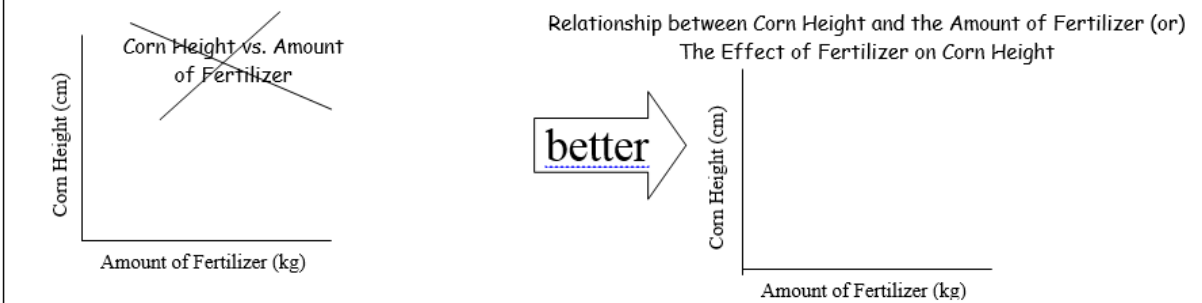 Corn Height vs. Amount
of Fertilizer
Corn Height (cm)
Amount of Fertilizer (kg)
better
Relationship between Corn Height and the Amount of Fertilizer (or)
The Effect of Fertilizer on Corn Height
Corn Height (cm)
Amount of Fertilizer (kg)